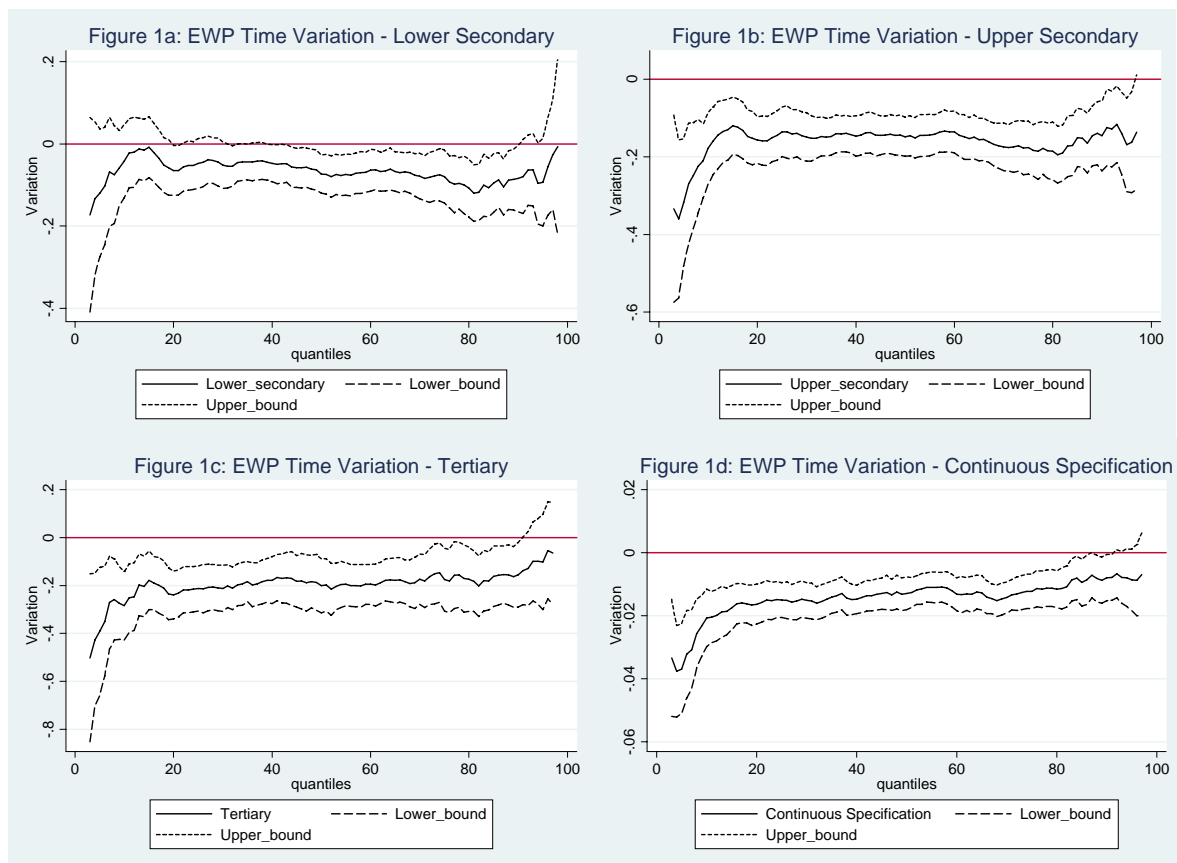 Figure 1a: EWP Time Variation - Lower Secondary
Variation
.2
0
-.2
-.4
0 20 40 60 80 100
quantiles
Lower_secondary Lower_bound
Upper_bound
Figure 1b: EWP Time Variation - Upper Secondary
Variation
0
-.2
-.4
-.6
0 20 40 60 80 100
quantiles
Upper_secondary Lower_bound
Upper_bound
Figure 1c: EWP Time Variation - Tertiary
Variation
.2
0
-.2
-.4
-.6
-.8
0 20 40 60 80 100
quantiles
Tertiary Lower_bound
Upper_bound
Figure 1d: EWP Time Variation - Continuous Specification
Variation
.02
0
-.02
-.04
-.06
0 20 40 60 80 100
quantiles
Continuous Specification Lower_bound
Upper_bound